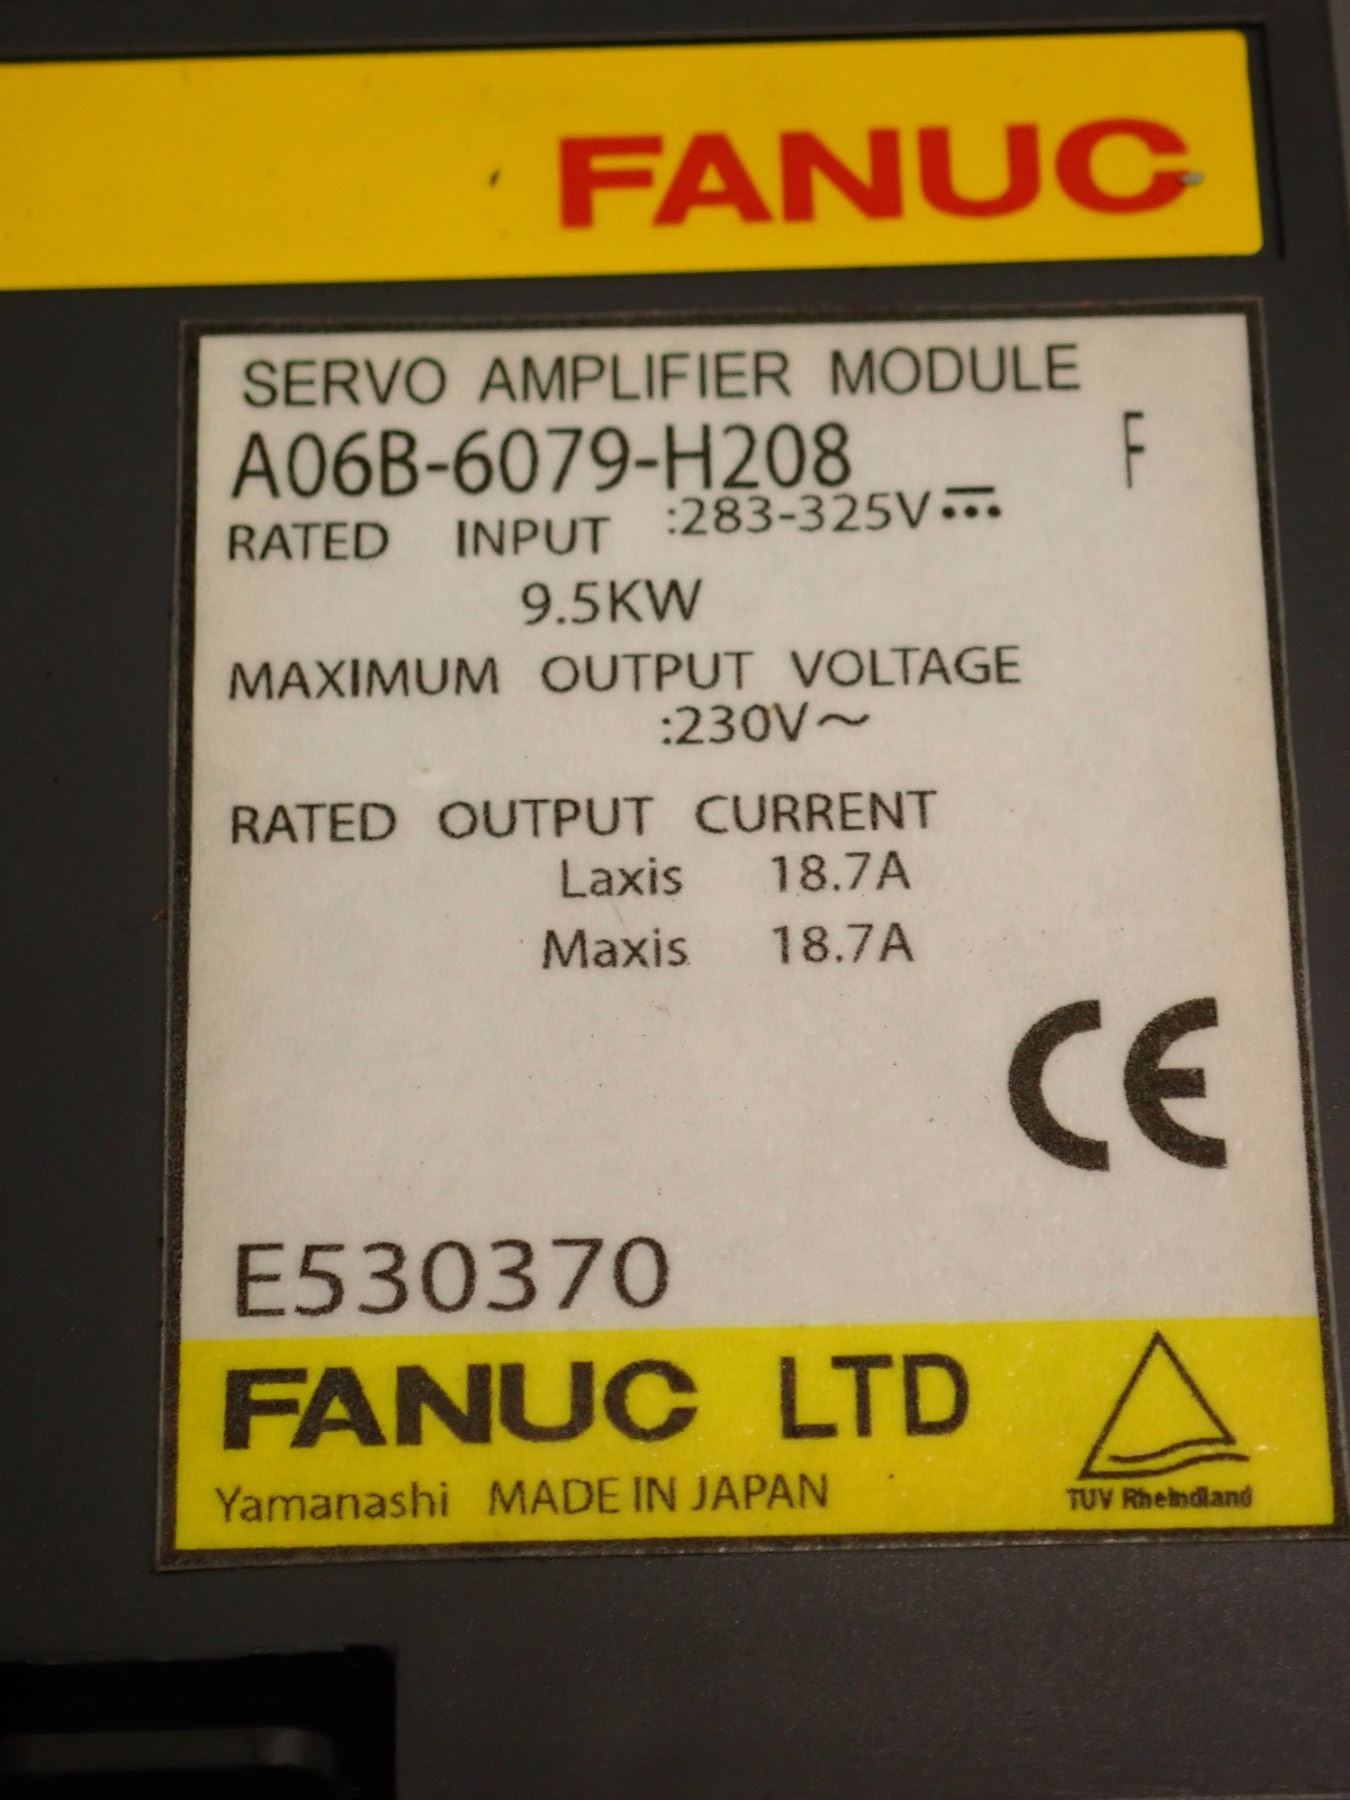 FANUC
SERVO AMPLIFIER MODULE
A06B-6079-H208 F
RATED INPUT :283-325V⎓
9.5KW
MAXIMUM OUTPUT VOLTAGE
:230V～
RATED OUTPUT CURRENT
Laxis 18.7A
Maxis 18.7A
CE
E530370
FANUC LTD
Yamanashi MADE IN JAPAN
TUV Rheindland